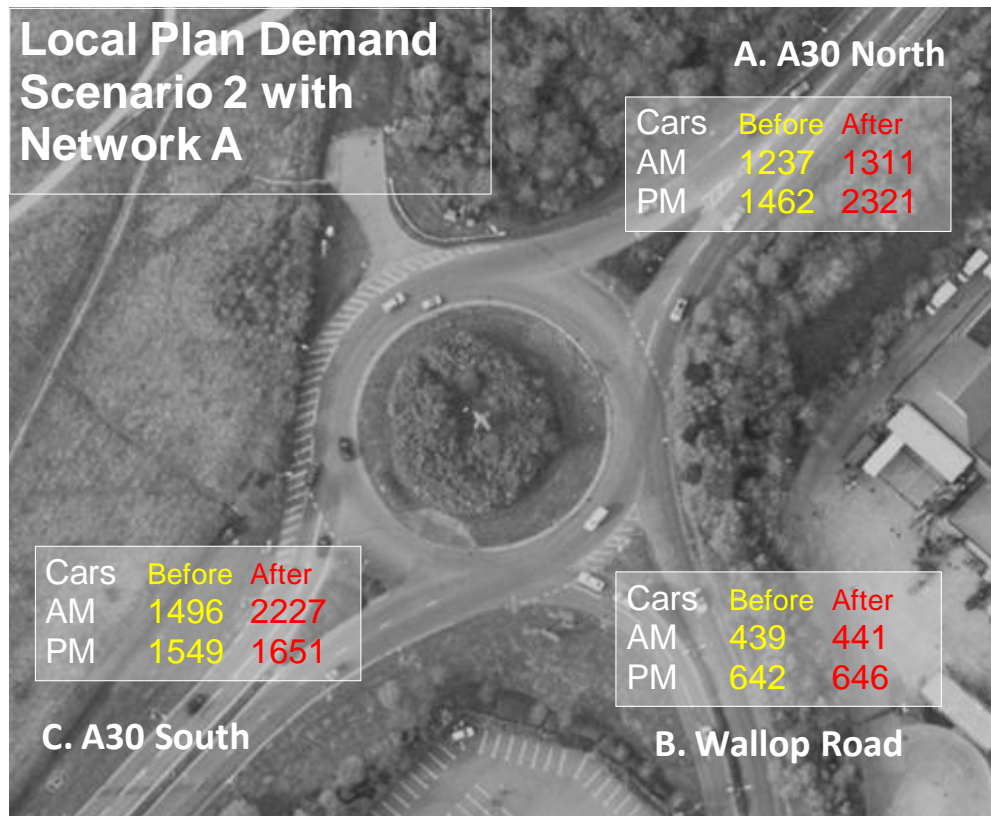 Local Plan Demand
Scenario 2 with
Network A
A. A30 North
Cars Before After
AM 1237 1311
PM 1462 2321
Cars Before After
AM 1496 2227
PM 1549 1651
C. A30 South
Cars Before After
AM 439 441
PM 642 646
B. Wallop Road